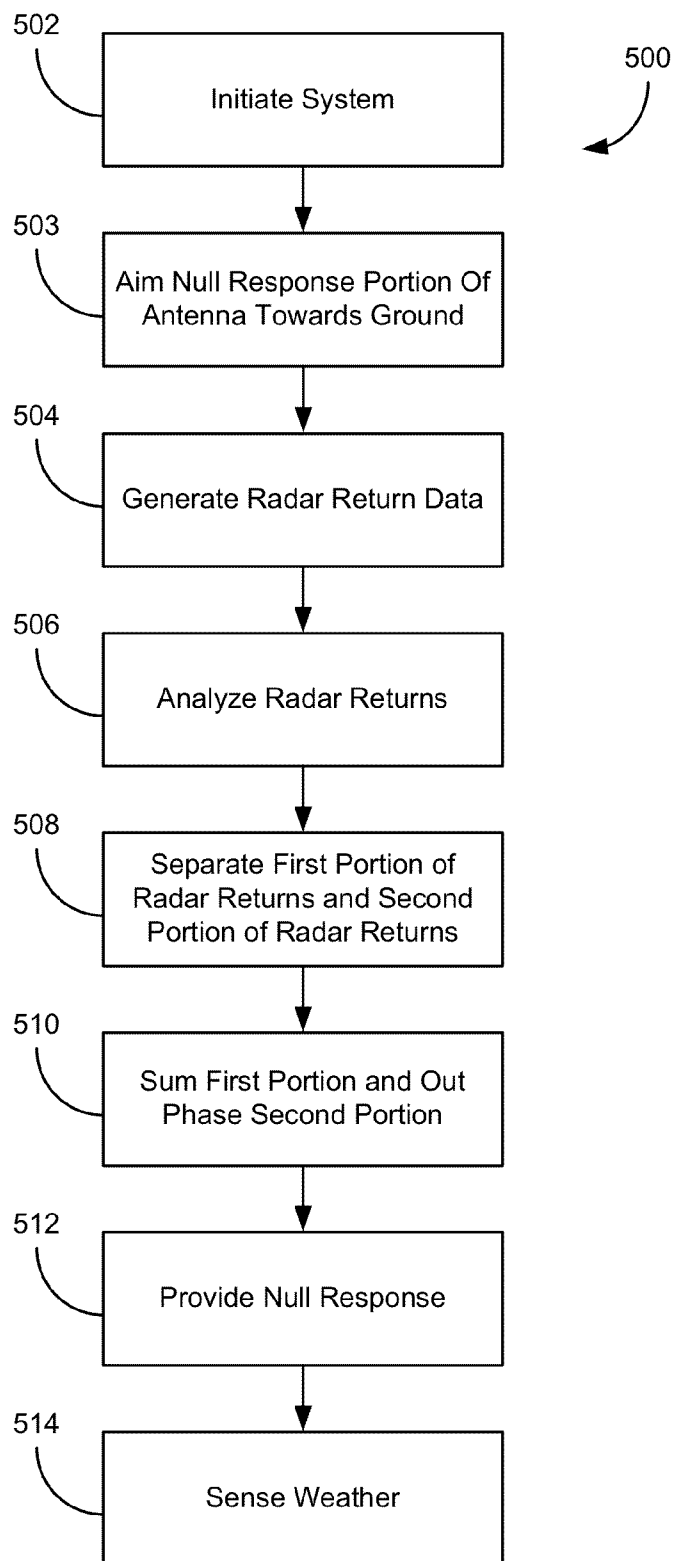 502
Initiate System
500
503
Aim Null Response Portion Of
Antenna Towards Ground
504
Generate Radar Return Data
506
Analyze Radar Returns
508
Separate First Portion of
Radar Returns and Second
Portion of Radar Returns
510
Sum First Portion and Out
Phase Second Portion
512
Provide Null Response
514
Sense Weather